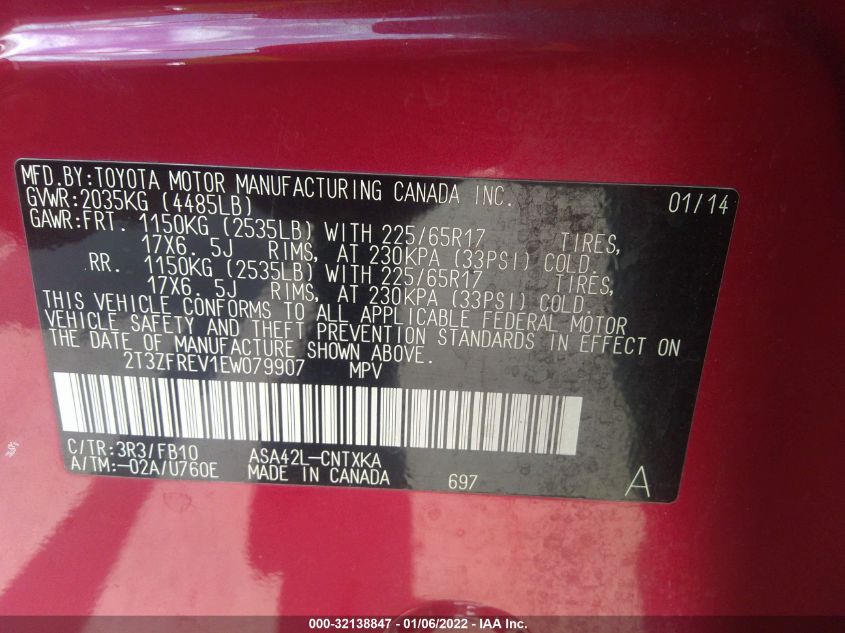 MFD.BY:TOYOTA MOTOR MANUFACTURING CANADA INC. 01/14
GVWR:2035KG (4485LB)
GAWR:FRT. 1150KG (2535LB) WITH 225/65R17 TIRES,
17X6. 5J RIMS, AT 230KPA (33PSI) COLD.
RR. 1150KG (2535LB) WITH 225/65R17 TIRES,
17X6. 5J RIMS, AT 230KPA (33PSI) COLD.
THIS VEHICLE CONFORMS TO ALL APPLICABLE FEDERAL MOTOR
VEHICLE SAFETY AND THEFT PREVENTION STANDARDS IN EFFECT ON
THE DATE OF MANUFACTURE SHOWN ABOVE.
2T3ZFREV1EW079907 MPV
C/TR:3R3/FB10 ASA42L-CNTXKA
A/TM:-02A/U760E MADE IN CANADA 697 A
000-32138847 - 01/06/2022 - IAA Inc.